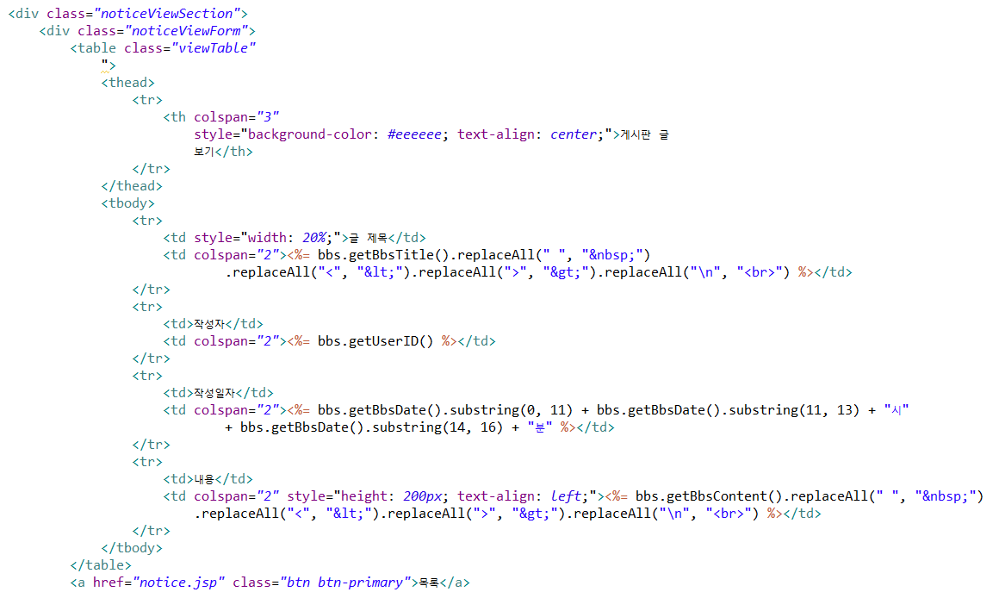 <div class="noticeViewSection">
<div class="noticeViewForm">
<table class="viewTable"
">
<thead>
<tr>
<th colspan="3"
style="background-color: #eeeeee; text-align: center;">게시판 글
보기</th>
</tr>
</thead>
<tbody>
<tr>
<td style="width: 20%;">글 제목</td>
<td colspan="2"><%= bbs.getBbsTitle().replaceAll(" ", "&nbsp;")
.replaceAll("<", "&lt;").replaceAll(">", "&gt;").replaceAll("\n", "<br>") %></td>
</tr>
<tr>
<td>작성자</td>
<td colspan="2"><%= bbs.getUserID() %></td>
</tr>
<tr>
<td>작성일자</td>
<td colspan="2"><%= bbs.getBbsDate().substring(0, 11) + bbs.getBbsDate().substring(11, 13) + "시"
+ bbs.getBbsDate().substring(14, 16) + "분" %></td>
</tr>
<tr>
<td>내용</td>
<td colspan="2" style="height: 200px; text-align: left;"><%= bbs.getBbsContent().replaceAll(" ", "&nbsp;")
.replaceAll("<", "&lt;").replaceAll(">", "&gt;").replaceAll("\n", "<br>") %></td>
</tr>
</tbody>
</table>
<a href="notice.jsp" class="btn btn-primary">목록</a>